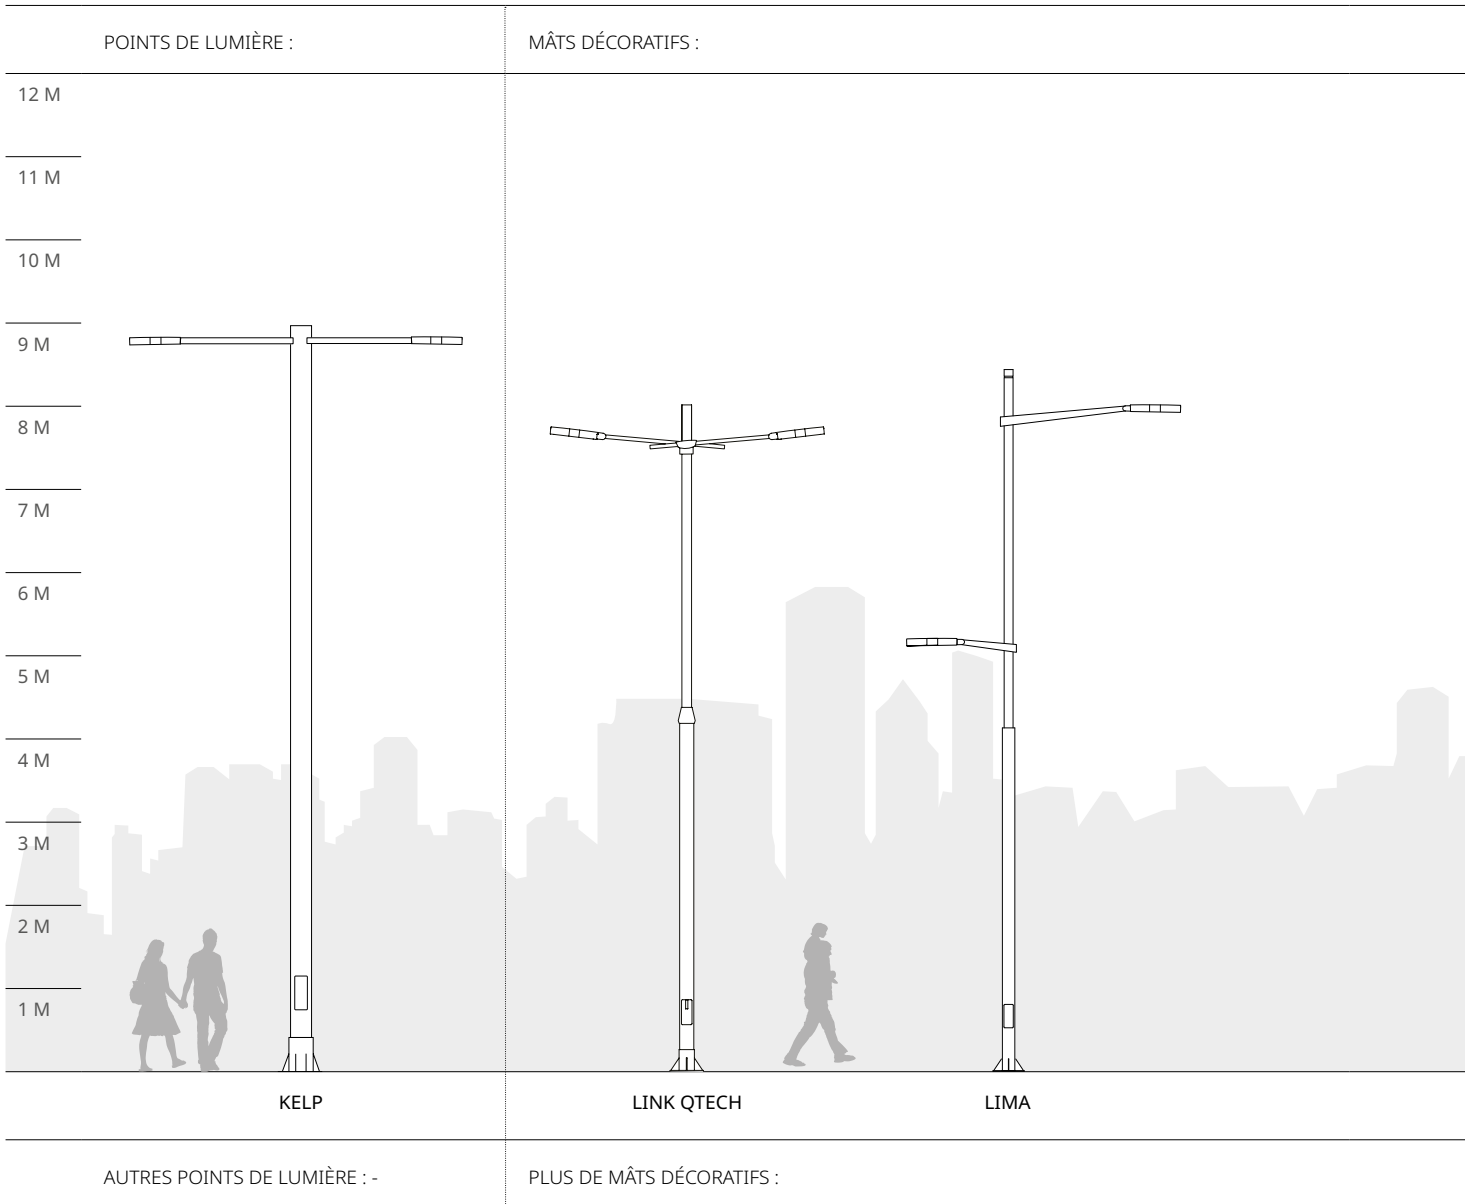 POINTS DE LUMIÈRE :
MÂTS DÉCORATIFS :
12 M
11 M
10 M
9 M
8 M
7 M
6 M
5 M
4 M
3 M
2 M
1 M
KELP
LINK QTECH
LIMA
AUTRES POINTS DE LUMIÈRE : -
PLUS DE MÂTS DÉCORATIFS :